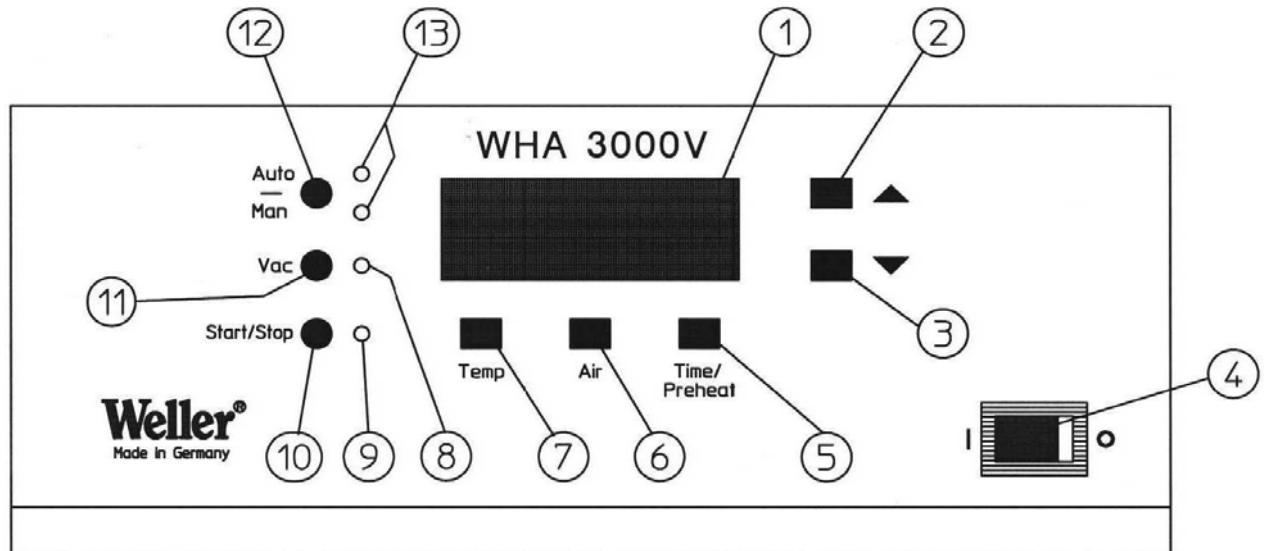 12 13 1 2
WHA 3000V
Auto
Man
▲
▼
Vac
11
3
Start/Stop
Temp Air Time/
Preheat
4
I O
Weller®
Made in Germany
10 9 8 7 6 5